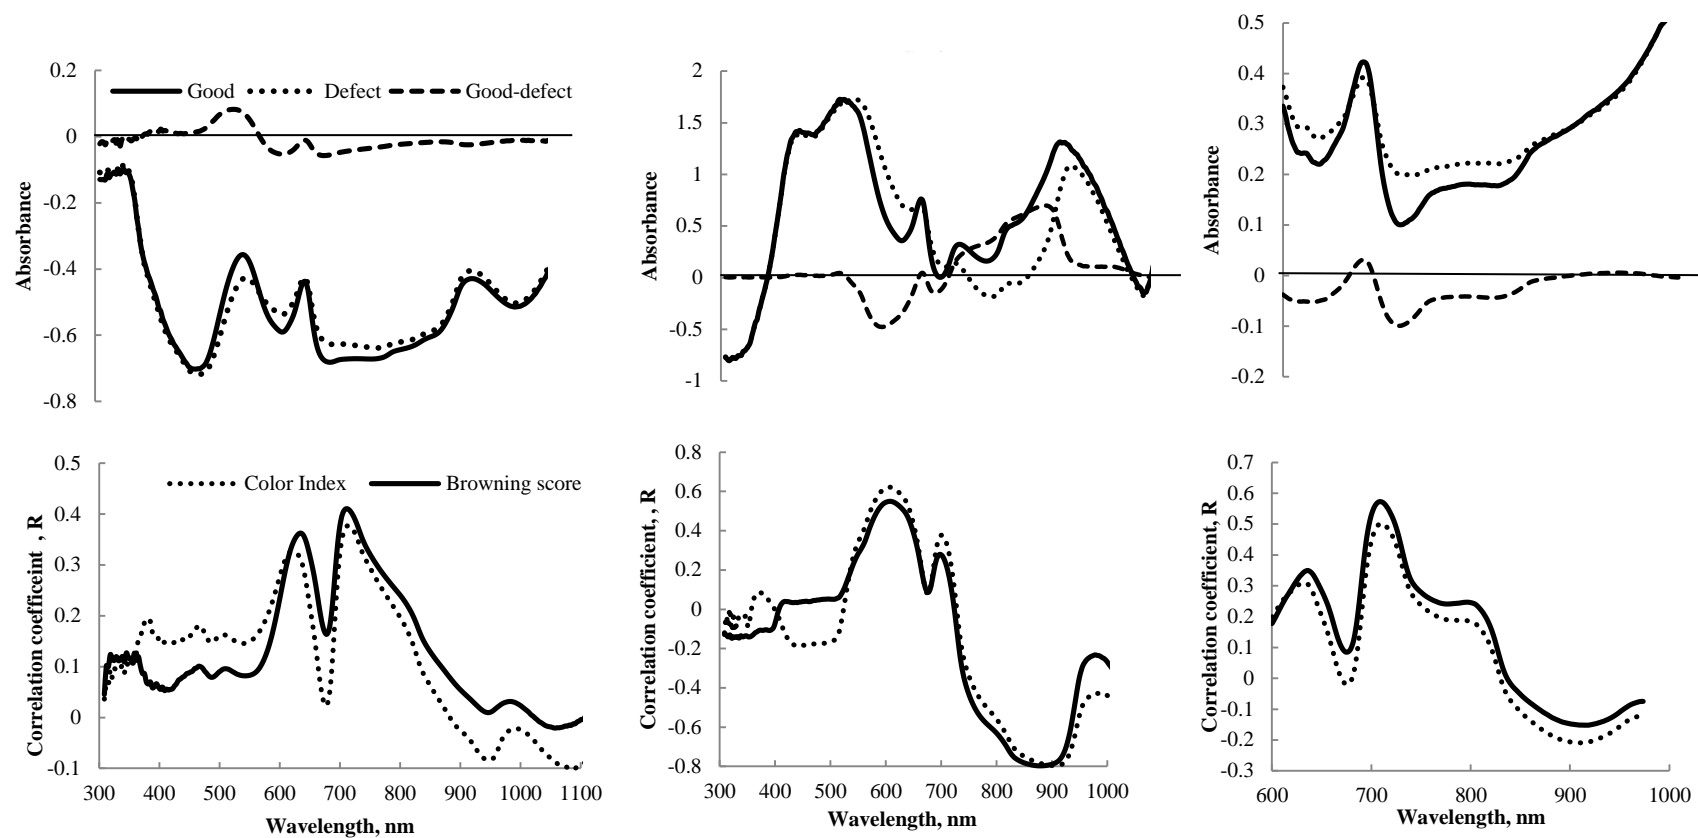 0.2
0
-0.2
-0.4
-0.6
-0.8
Absorbance
Good
Defect
Good-defect
2
1.5
1
0.5
0
-0.5
-1
Absorbance
0.5
0.4
0.3
0.2
0.1
0
-0.1
-0.2
Absorbance
0.5
0.4
0.3
0.2
0.1
0
-0.1
Correlation coefficeint , R
Color Index
Browning score
300 400 500 600 700 800 900 1000 1100
Wavelength, nm
0.8
0.6
0.4
0.2
0
-0.2
-0.4
-0.6
-0.8
Correlation coefficient, , R
300 400 500 600 700 800 900 1000
Wavelength, nm
0.7
0.6
0.5
0.4
0.3
0.2
0.1
0
-0.1
-0.2
-0.3
Correlation coefficient, R
600 700 800 900 1000
Wavelength, nm